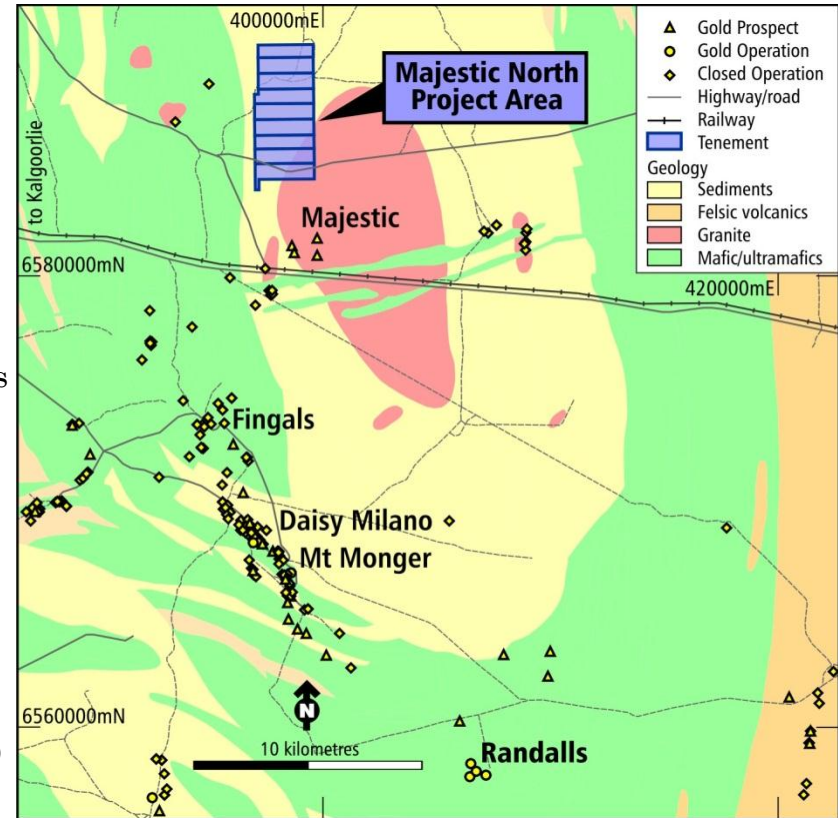 400000mE
Majestic North
Project Area
Gold Prospect
Gold Operation
Closed Operation
Highway/road
Railway
Tenement
Geology
Sediments
Felsic volcanics
Granite
Mafic/ultramafics
to Kalgoorlie
Majestic
6580000mN
420000mE
s
Fingals
Daisy Milano
Mt Monger
N
6560000mN
10 kilometres
Randalls
)